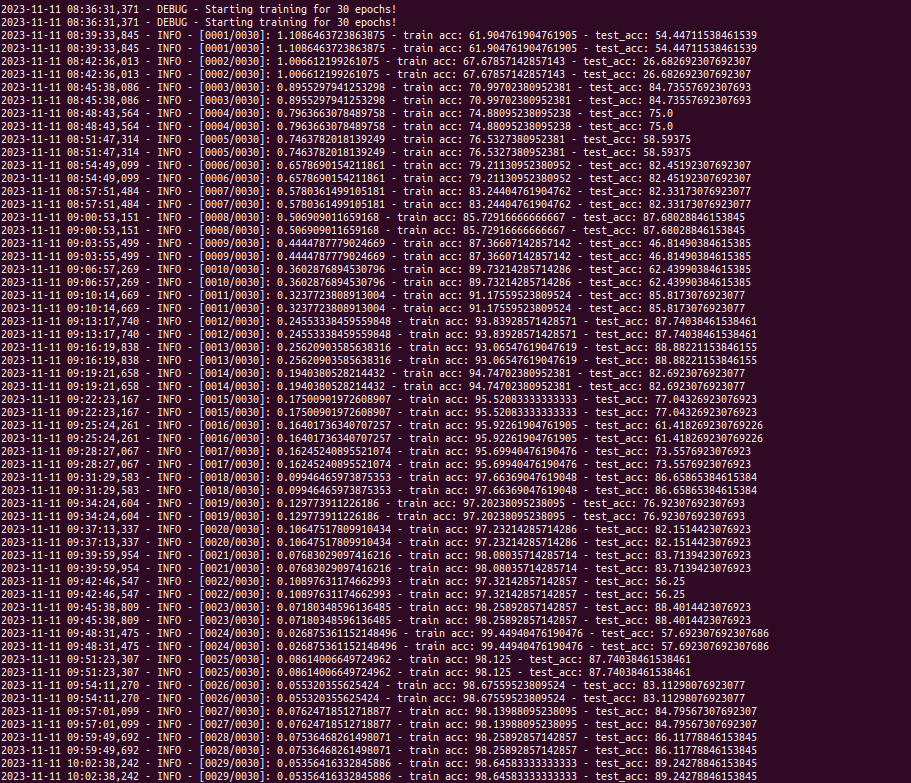 2023-11-11 08:36:31,371 - DEBUG - Starting training for 30 epochs!
2023-11-11 08:36:31,371 - DEBUG - Starting training for 30 epochs!
2023-11-11 08:39:33,845 - INFO - [0001/0030]: 1.1086463723863875 - train acc: 61.904761904761905 - test_acc: 54.44711538461539
2023-11-11 08:39:33,845 - INFO - [0001/0030]: 1.1086463723863875 - train acc: 61.904761904761905 - test_acc: 54.44711538461539
2023-11-11 08:42:36,013 - INFO - [0002/0030]: 1.006612199261075 - train acc: 67.67857142857143 - test_acc: 26.682692307692307
2023-11-11 08:42:36,013 - INFO - [0002/0030]: 1.006612199261075 - train acc: 67.67857142857143 - test_acc: 26.682692307692307
2023-11-11 08:45:38,086 - INFO - [0003/0030]: 0.8955297941253298 - train acc: 70.99702380952381 - test_acc: 84.73557692307693
2023-11-11 08:45:38,086 - INFO - [0003/0030]: 0.8955297941253298 - train acc: 70.99702380952381 - test_acc: 84.73557692307693
2023-11-11 08:48:43,564 - INFO - [0004/0030]: 0.7963663078489758 - train acc: 74.88095238095238 - test_acc: 75.0
2023-11-11 08:48:43,564 - INFO - [0004/0030]: 0.7963663078489758 - train acc: 74.88095238095238 - test_acc: 75.0
2023-11-11 08:51:47,314 - INFO - [0005/0030]: 0.7463782018139249 - train acc: 76.5327380952381 - test_acc: 58.59375
2023-11-11 08:51:47,314 - INFO - [0005/0030]: 0.7463782018139249 - train acc: 76.5327380952381 - test_acc: 58.59375
2023-11-11 08:54:49,099 - INFO - [0006/0030]: 0.6578690154211861 - train acc: 79.21130952380952 - test_acc: 82.45192307692307
2023-11-11 08:54:49,099 - INFO - [0006/0030]: 0.6578690154211861 - train acc: 79.21130952380952 - test_acc: 82.45192307692307
2023-11-11 08:57:51,484 - INFO - [0007/0030]: 0.5780361499105181 - train acc: 83.24404761904762 - test_acc: 82.33173076923077
2023-11-11 08:57:51,484 - INFO - [0007/0030]: 0.5780361499105181 - train acc: 83.24404761904762 - test_acc: 82.33173076923077
2023-11-11 09:00:53,151 - INFO - [0008/0030]: 0.506909011659168 - train acc: 85.72916666666667 - test_acc: 87.68028846153845
2023-11-11 09:00:53,151 - INFO - [0008/0030]: 0.506909011659168 - train acc: 85.72916666666667 - test_acc: 87.68028846153845
2023-11-11 09:03:55,499 - INFO - [0009/0030]: 0.4444787779024669 - train acc: 87.36607142857142 - test_acc: 46.81490384615385
2023-11-11 09:03:55,499 - INFO - [0009/0030]: 0.4444787779024669 - train acc: 87.36607142857142 - test_acc: 46.81490384615385
2023-11-11 09:06:57,269 - INFO - [0010/0030]: 0.3602876894530796 - train acc: 89.73214285714286 - test_acc: 62.43990384615385
2023-11-11 09:06:57,269 - INFO - [0010/0030]: 0.3602876894530796 - train acc: 89.73214285714286 - test_acc: 62.43990384615385
2023-11-11 09:10:14,669 - INFO - [0011/0030]: 0.3237723808913004 - train acc: 91.17559523809524 - test_acc: 85.8173076923077
2023-11-11 09:10:14,669 - INFO - [0011/0030]: 0.3237723808913004 - train acc: 91.17559523809524 - test_acc: 85.8173076923077
2023-11-11 09:13:17,740 - INFO - [0012/0030]: 0.24553338459559848 - train acc: 93.83928571428571 - test_acc: 87.74038461538461
2023-11-11 09:13:17,740 - INFO - [0012/0030]: 0.24553338459559848 - train acc: 93.83928571428571 - test_acc: 87.74038461538461
2023-11-11 09:16:19,838 - INFO - [0013/0030]: 0.25620903585638316 - train acc: 93.06547619047619 - test_acc: 88.88221153846155
2023-11-11 09:16:19,838 - INFO - [0013/0030]: 0.25620903585638316 - train acc: 93.06547619047619 - test_acc: 88.88221153846155
2023-11-11 09:19:21,658 - INFO - [0014/0030]: 0.1940380528214432 - train acc: 94.74702380952381 - test_acc: 82.6923076923077
2023-11-11 09:19:21,658 - INFO - [0014/0030]: 0.1940380528214432 - train acc: 94.74702380952381 - test_acc: 82.6923076923077
2023-11-11 09:22:23,167 - INFO - [0015/0030]: 0.17500901972608907 - train acc: 95.52083333333333 - test_acc: 77.04326923076923
2023-11-11 09:22:23,167 - INFO - [0015/0030]: 0.17500901972608907 - train acc: 95.52083333333333 - test_acc: 77.04326923076923
2023-11-11 09:25:24,261 - INFO - [0016/0030]: 0.16401736340707257 - train acc: 95.92261904761905 - test_acc: 61.418269230769226
2023-11-11 09:25:24,261 - INFO - [0016/0030]: 0.16401736340707257 - train acc: 95.92261904761905 - test_acc: 61.418269230769226
2023-11-11 09:28:27,067 - INFO - [0017/0030]: 0.16245240895521074 - train acc: 95.69940476190476 - test_acc: 73.5576923076923
2023-11-11 09:28:27,067 - INFO - [0017/0030]: 0.16245240895521074 - train acc: 95.69940476190476 - test_acc: 73.5576923076923
2023-11-11 09:31:29,583 - INFO - [0018/0030]: 0.09946465973875353 - train acc: 97.66369047619048 - test_acc: 86.65865384615384
2023-11-11 09:31:29,583 - INFO - [0018/0030]: 0.09946465973875353 - train acc: 97.66369047619048 - test_acc: 86.65865384615384
2023-11-11 09:34:24,604 - INFO - [0019/0030]: 0.129773911226186 - train acc: 97.20238095238095 - test_acc: 76.9230769230769​3
2023-11-11 09:34:24,604 - INFO - [0019/0030]: 0.129773911226186 - train acc: 97.20238095238095 - test_acc: 76.92307692307693
2023-11-11 09:37:13,337 - INFO - [0020/0030]: 0.10647517809910434 - train acc: 97.23214285714286 - test_acc: 82.1514423076923
2023-11-11 09:37:13,337 - INFO - [0020/0030]: 0.10647517809910434 - train acc: 97.23214285714286 - test_acc: 82.1514423076923
2023-11-11 09:39:59,954 - INFO - [0021/0030]: 0.07683029097416216 - train acc: 98.08035714285714 - test_acc: 83.7139423076923
2023-11-11 09:39:59,954 - INFO - [0021/0030]: 0.07683029097416216 - train acc: 98.08035714285714 - test_acc: 83.7139423076923
2023-11-11 09:42:46,547 - INFO - [0022/0030]: 0.10897631174662993 - train acc: 97.32142857142857 - test_acc: 56.25
2023-11-11 09:42:46,547 - INFO - [0022/0030]: 0.10897631174662993 - train acc: 97.32142857142857 - test_acc: 56.25
2023-11-11 09:45:38,809 - INFO - [0023/0030]: 0.07180348596136485 - train acc: 98.25892857142857 - test_acc: 88.4014423076923
2023-11-11 09:45:38,809 - INFO - [0023/0030]: 0.07180348596136485 - train acc: 98.25892857142857 - test_acc: 88.4014423076923
2023-11-11 09:48:31,475 - INFO - [0024/0030]: 0.026875361152148496 - train acc: 99.44940476190476 - test_acc: 57.692307692307686
2023-11-11 09:48:31,475 - INFO - [0024/0030]: 0.026875361152148496 - train acc: 99.44940476190476 - test_acc: 57.692307692307686
2023-11-11 09:51:23,307 - INFO - [0025/0030]: 0.08614006649724962 - train acc: 98.125 - test_acc: 87.74038461538461
2023-11-11 09:51:23,307 - INFO - [0025/0030]: 0.08614006649724962 - train acc: 98.125 - test_acc: 87.74038461538461
2023-11-11 09:54:11,270 - INFO - [0026/0030]: 0.055320355625424 - train acc: 98.67559523809524 - test_acc: 83.11298076923077
2023-11-11 09:54:11,270 - INFO - [0026/0030]: 0.055320355625424 - train acc: 98.67559523809524 - test_acc: 83.11298076923077
2023-11-11 09:57:01,099 - INFO - [0027/0030]: 0.07624718512718877 - train acc: 98.13988095238095 - test_acc: 84.79567307692307
2023-11-11 09:57:01,099 - INFO - [0027/0030]: 0.07624718512718877 - train acc: 98.13988095238095 - test_acc: 84.79567307692307
2023-11-11 09:59:49,692 - INFO - [0028/0030]: 0.07536468261498071 - train acc: 98.25892857142857 - test_acc: 86.11778846153845
2023-11-11 09:59:49,692 - INFO - [0028/0030]: 0.07536468261498071 - train acc: 98.25892857142857 - test_acc: 86.11778846153845
2023-11-11 10:02:38,242 - INFO - [0029/0030]: 0.05356416332845886 - train acc: 98.64583333333333 - test_acc: 89.24278846153845
2023-11-11 10:02:38,242 - INFO - [0029/0030]: 0.05356416332845886 - train acc: 98.64583333333333 - test_acc: 89.24278846153845